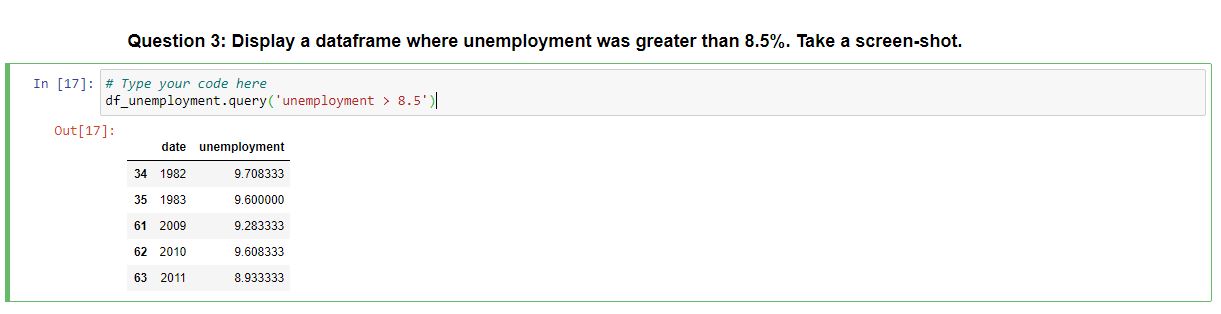 Question 3: Display a dataframe where unemployment was greater than 8.5%. Take a screen-shot.
In [17]: # Type your code here
df_unemployment.query('unemployment > 8.5')
Out[17]:
date unemployment
34 1982 9.708333
35 1983 9.600000
61 2009 9.283333
62 2010 9.608333
63 2011 8.933333